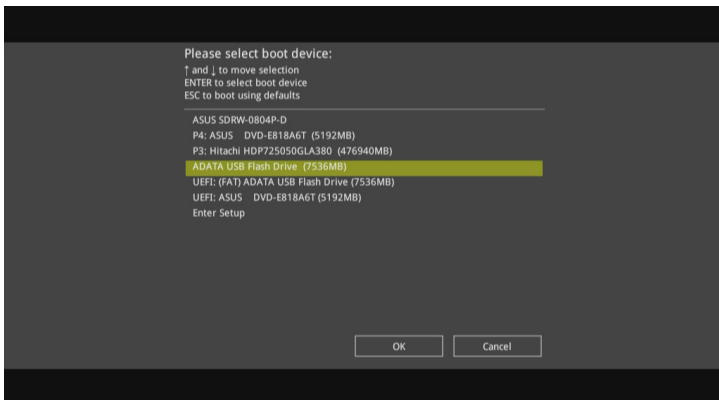 Please select boot device:
↑ and ↓ to move selection
ENTER to select boot device
ESC to boot using defaults
ASUS SDRW-0804P-D
P4: ASUS DVD-E818A6T (5192MB)
P3: Hitachi HDP725050GLA380 (476940MB)
ADATA USB Flash Drive (7536MB)
UEFI: (FAT) ADATA USB Flash Drive (7536MB)
UEFI: ASUS DVD-E818A6T (5192MB)
Enter Setup
OK Cancel